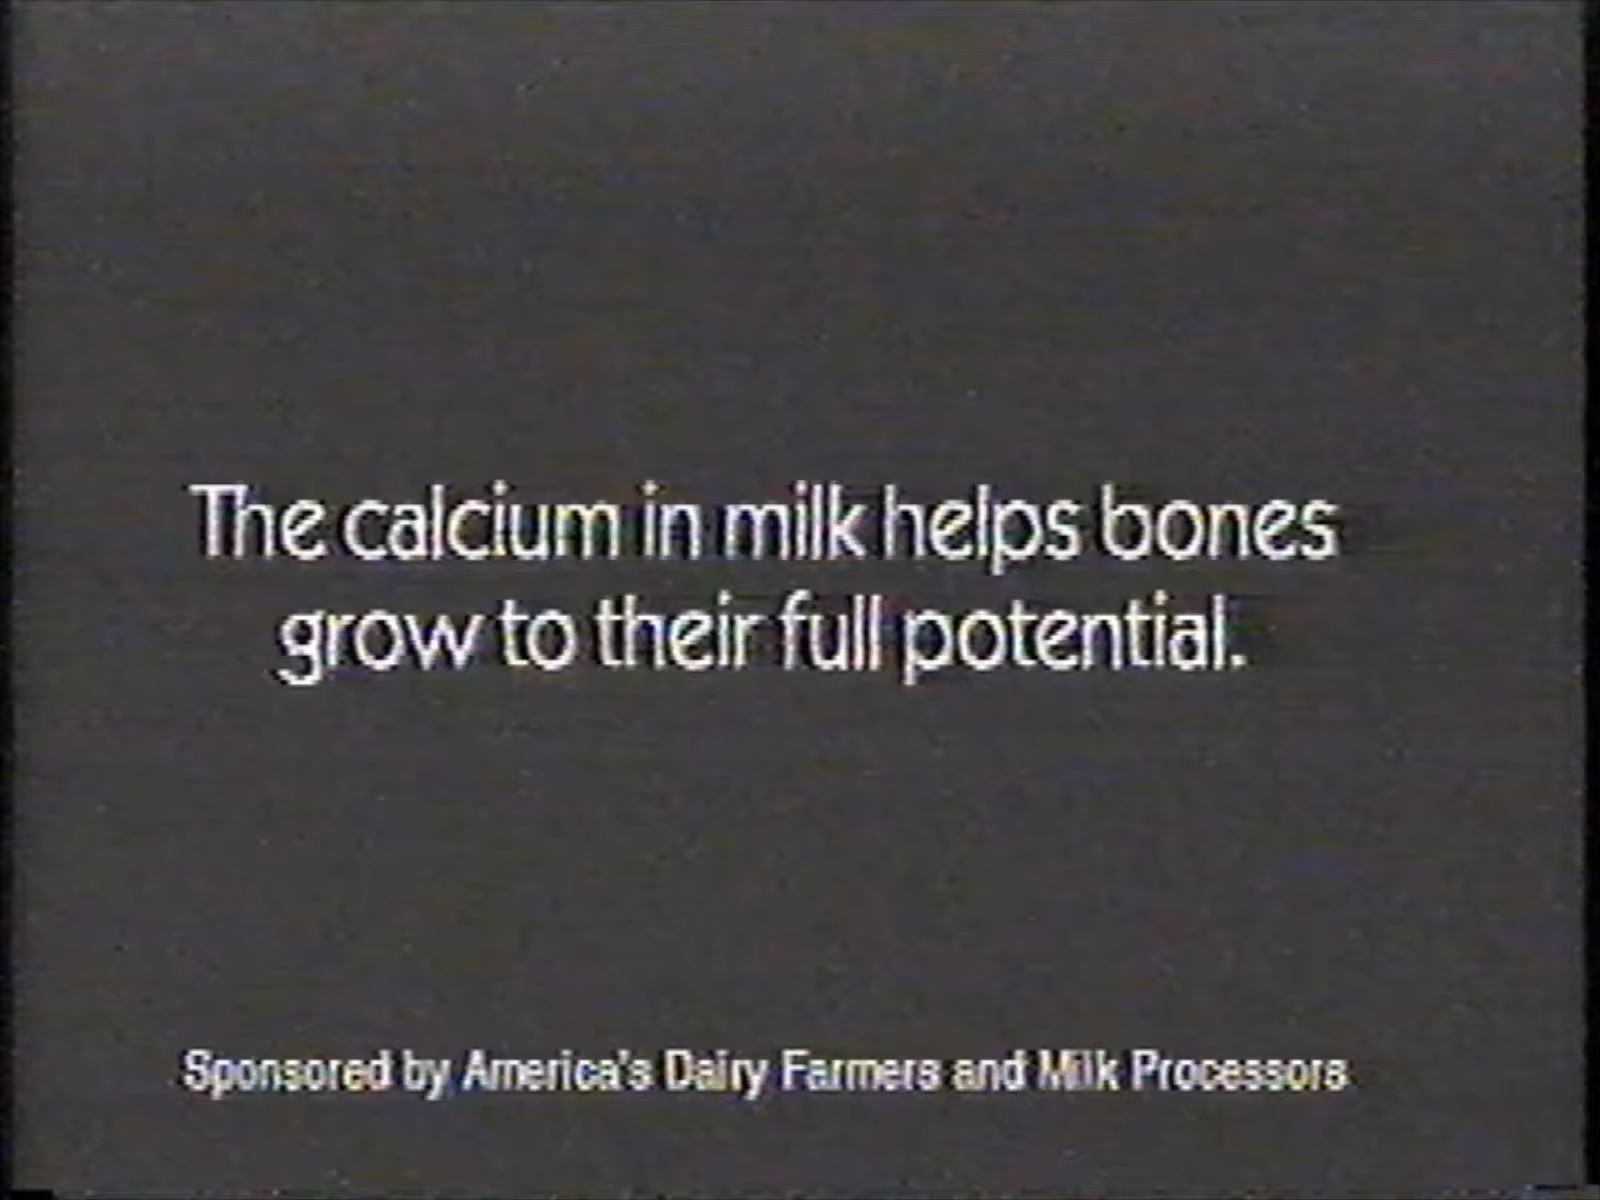 The calcium in milk helps bones
grow to their full potential.
Sponsored by America's Dairy Farmers and Milk Processors